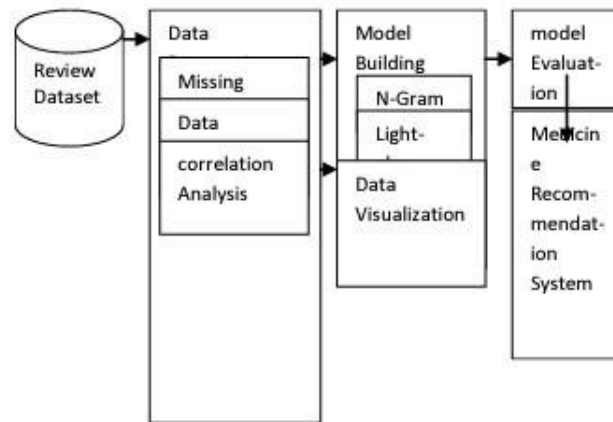 Review
Dataset
Data
Missing
Data
correlation
Analysis
Model
Building
N-Gram
Light-
Data
Visualization
model
Evaluat-
ion
Medicin
e
Recom-
mendat-
ion
System